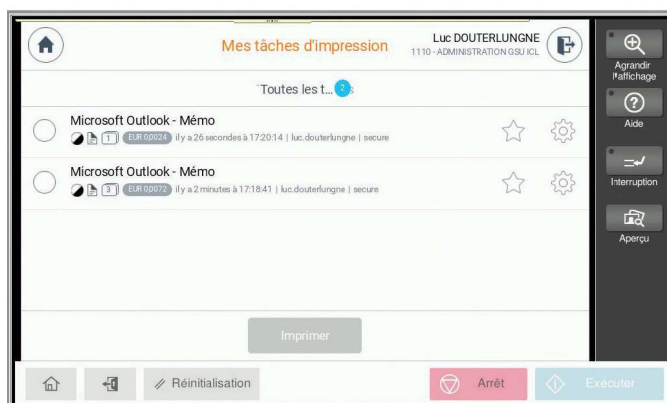 Mes tâches d'impression
Luc DOUTERLUNGNE
1110 - ADMINISTRATION GSU ICL
Toutes les t... 2
Microsoft Outlook - Mémo
1 EUR 0,0024 il y a 26 secondes à 17:20:14 | luc.douterlungne | secure
Microsoft Outlook - Mémo
3 EUR 0,0072 il y a 2 minutes à 17:18:41 | luc.douterlungne | secure
Imprimer
Réinitialisation
Arrêt
Exécuter
Agrandir
l'affichage
Aide
Interruption
Aperçu